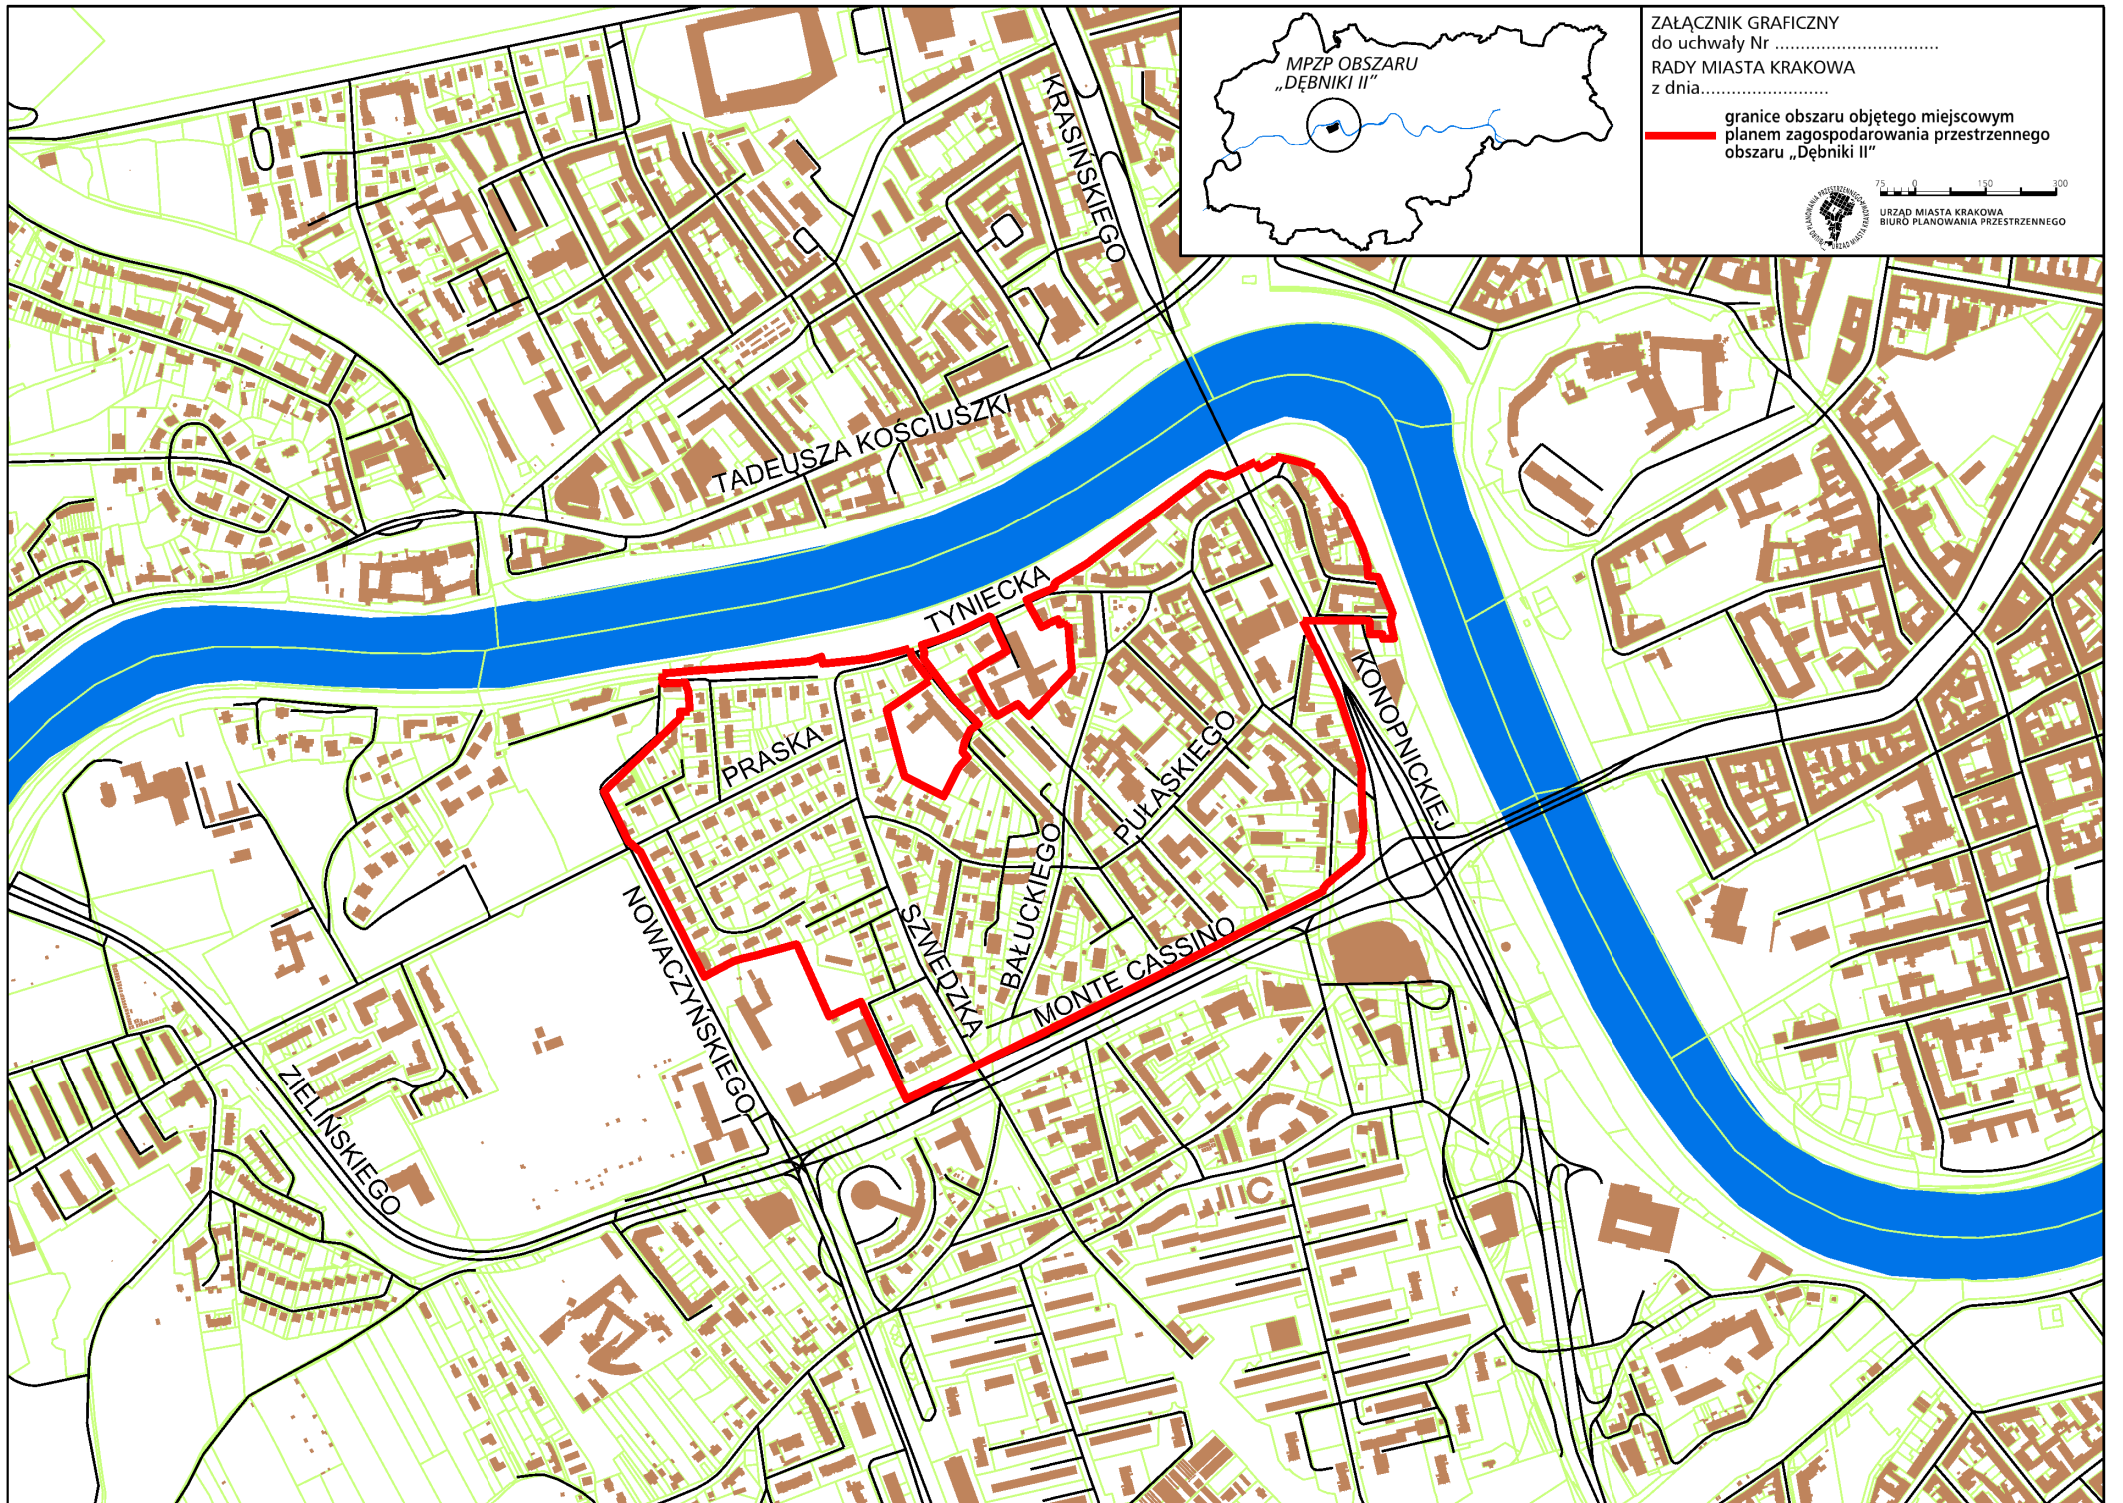 ZAŁĄCZNIK GRAFICZNY
do uchwały Nr ................................
RADY MIASTA KRAKOWA
z dnia.........................
granice obszaru objętego miejscowym
planem zagospodarowania przestrzennego
obszaru „Dębniki II”
75 0 150 300
URZĄD MIASTA KRAKOWA
BIURO PLANOWANIA PRZESTRZENNEGO
MPZP OBSZARU
„DĘBNIKI II”
KRASIŃSKIEGO
TADEUSZA KOŚCIUSZKI
TYNIECKA
KONOPNICKIEJ
PRASKA
PUŁASKIEGO
BAŁUCKIEGO
SZWEDZKA
MONTE CASSINO
NOWACZYŃSKIEGO
ZIELIŃSKIEGO